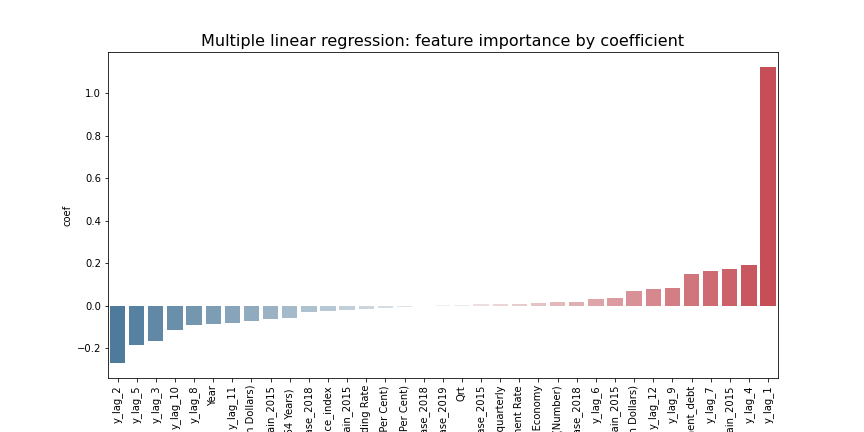 Multiple linear regression: feature importance by coefficient
coef
1.0
0.8
0.6
0.4
0.2
0.0
−0.2
y_lag_2
y_lag_5
y_lag_3
y_lag_10
y_lag_8
Year
y_lag_11
n Dollars)
ain_2015
54 Years)
ase_2018
ce_index
ain_2015
ding Rate
Per Cent)
Per Cent)
ase_2018
ase_2019
Qrt
ase_2015
quarterly
nent Rate
Economy
(Number)
ase_2018
y_lag_6
ain_2015
n Dollars)
y_lag_12
y_lag_9
nent_debt
y_lag_7
ain_2015
y_lag_4
y_lag_1